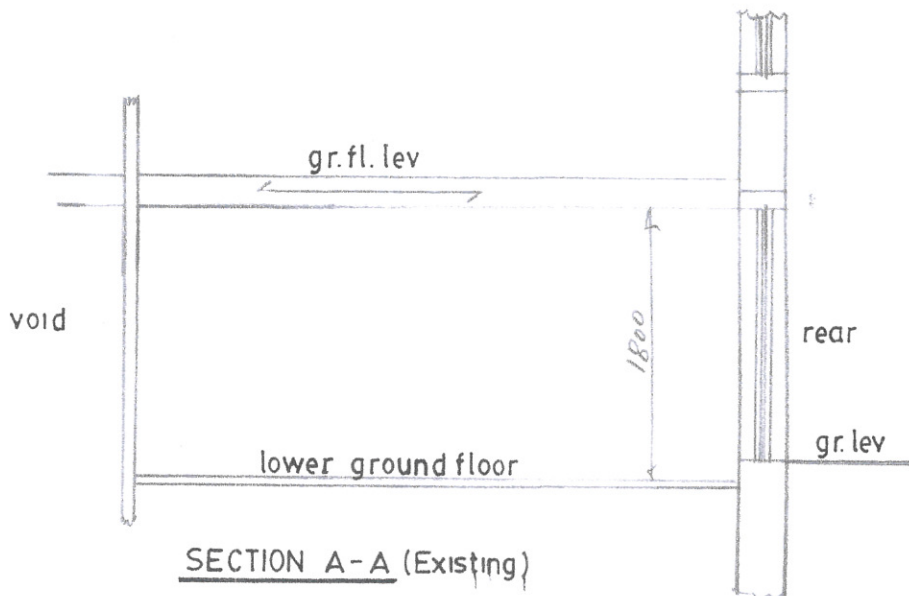 gr.fl.lev
void
1800
rear
gr.lev
lower ground floor
SECTION A-A (Existing)